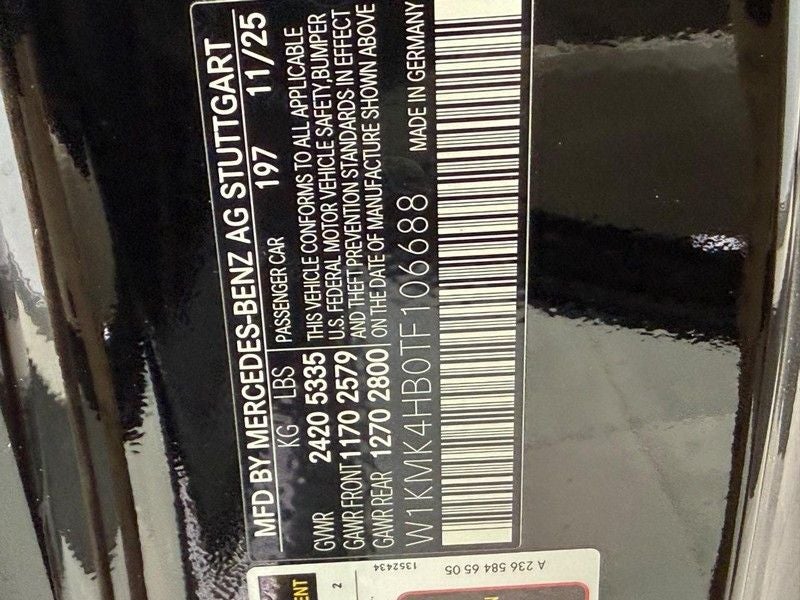 MFD BY MERCEDES-BENZ AG STUTTGART
KG LBS PASSENGER CAR 197 11/25
GVWR 2420 5335 THIS VEHICLE CONFORMS TO ALL APPLICABLE
U.S. FEDERAL MOTOR VEHICLE SAFETY,BUMPER
GAWR FRONT 1170 2579 AND THEFT PREVENTION STANDARDS IN EFFECT
GAWR REAR 1270 2800 ON THE DATE OF MANUFACTURE SHOWN ABOVE
W1KMK4HB0TF106688 MADE IN GERMANY
A 236 584 65 05
1352434
2